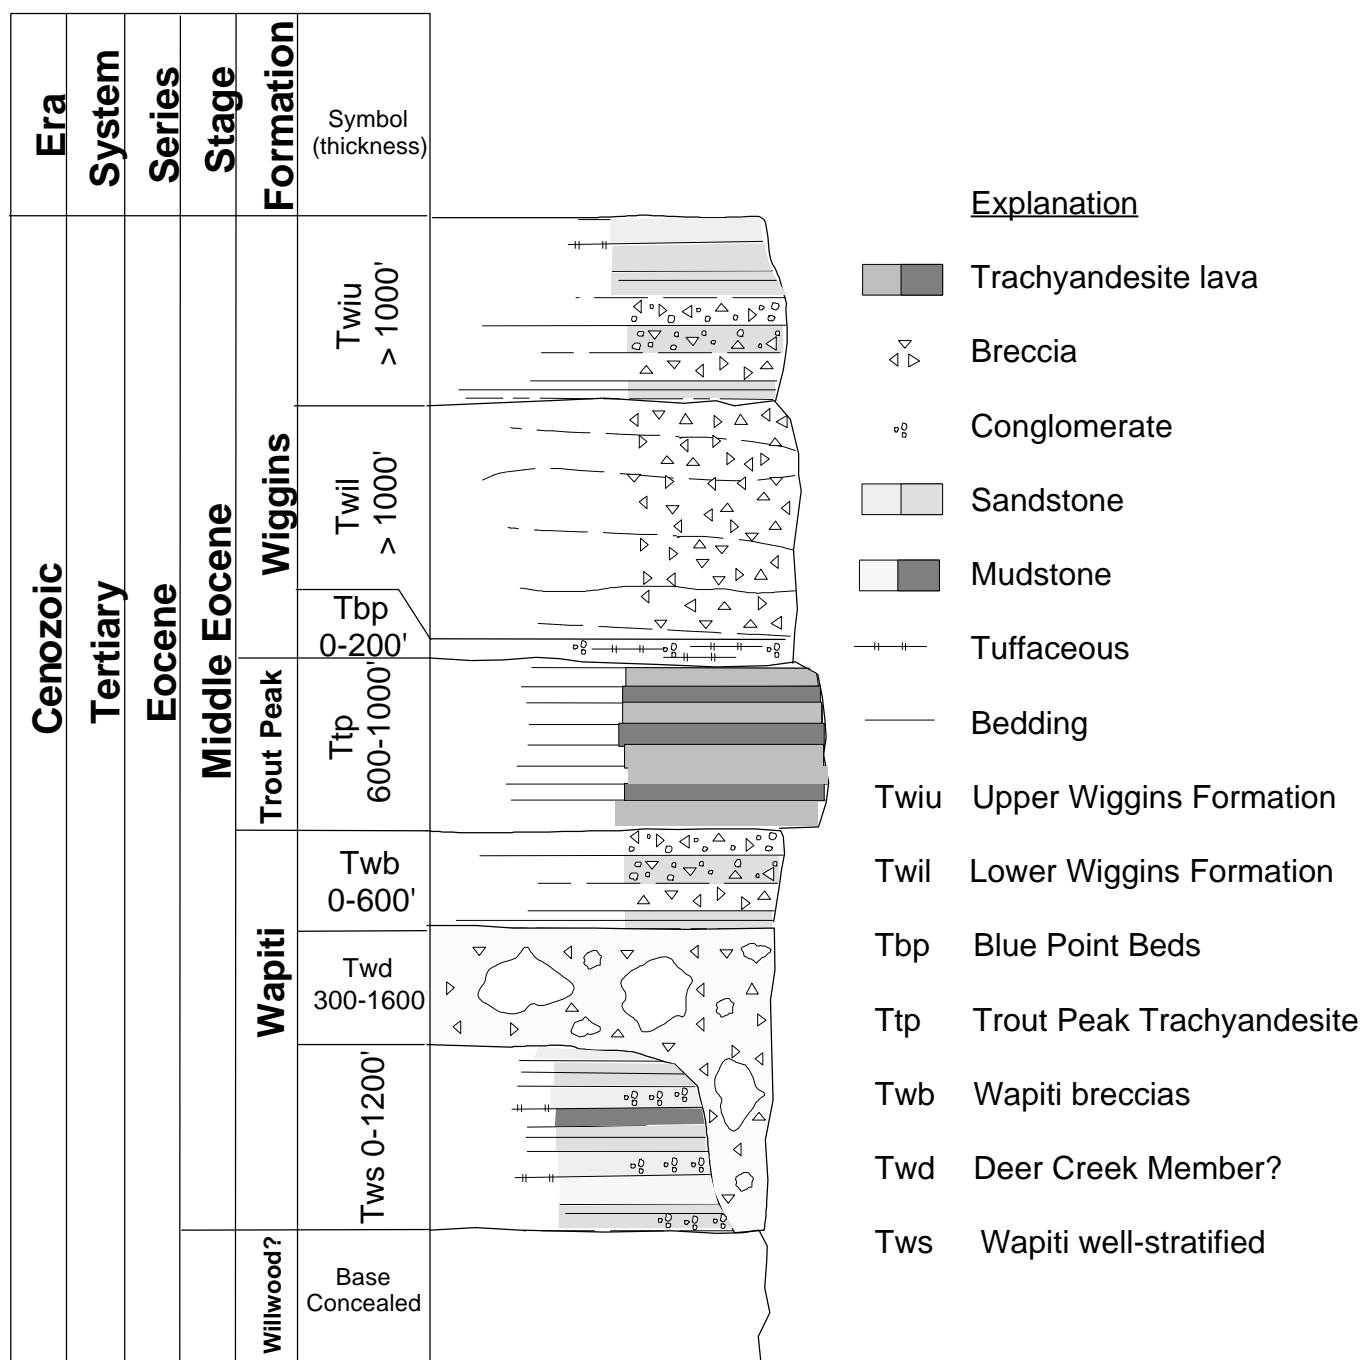 Era
System
Series
Stage
Formation
Symbol
(thickness)
Cenozoic
Tertiary
Eocene
Middle Eocene
Wiggins
Trout Peak
Wapiti
Willwood?
Twiu
> 1000'
Twil
> 1000'
Tbp
0-200'
Ttp
600-1000'
Twb
0-600'
Twd
300-1600'
Tws 0-1200'
Base
Concealed
Explanation
Trachyandesite lava
Breccia
Conglomerate
Sandstone
Mudstone
Tuffaceous
Bedding
Twiu Upper Wiggins Formation
Twil Lower Wiggins Formation
Tbp Blue Point Beds
Ttp Trout Peak Trachyandesite
Twb Wapiti breccias
Twd Deer Creek Member?
Tws Wapiti well-stratified